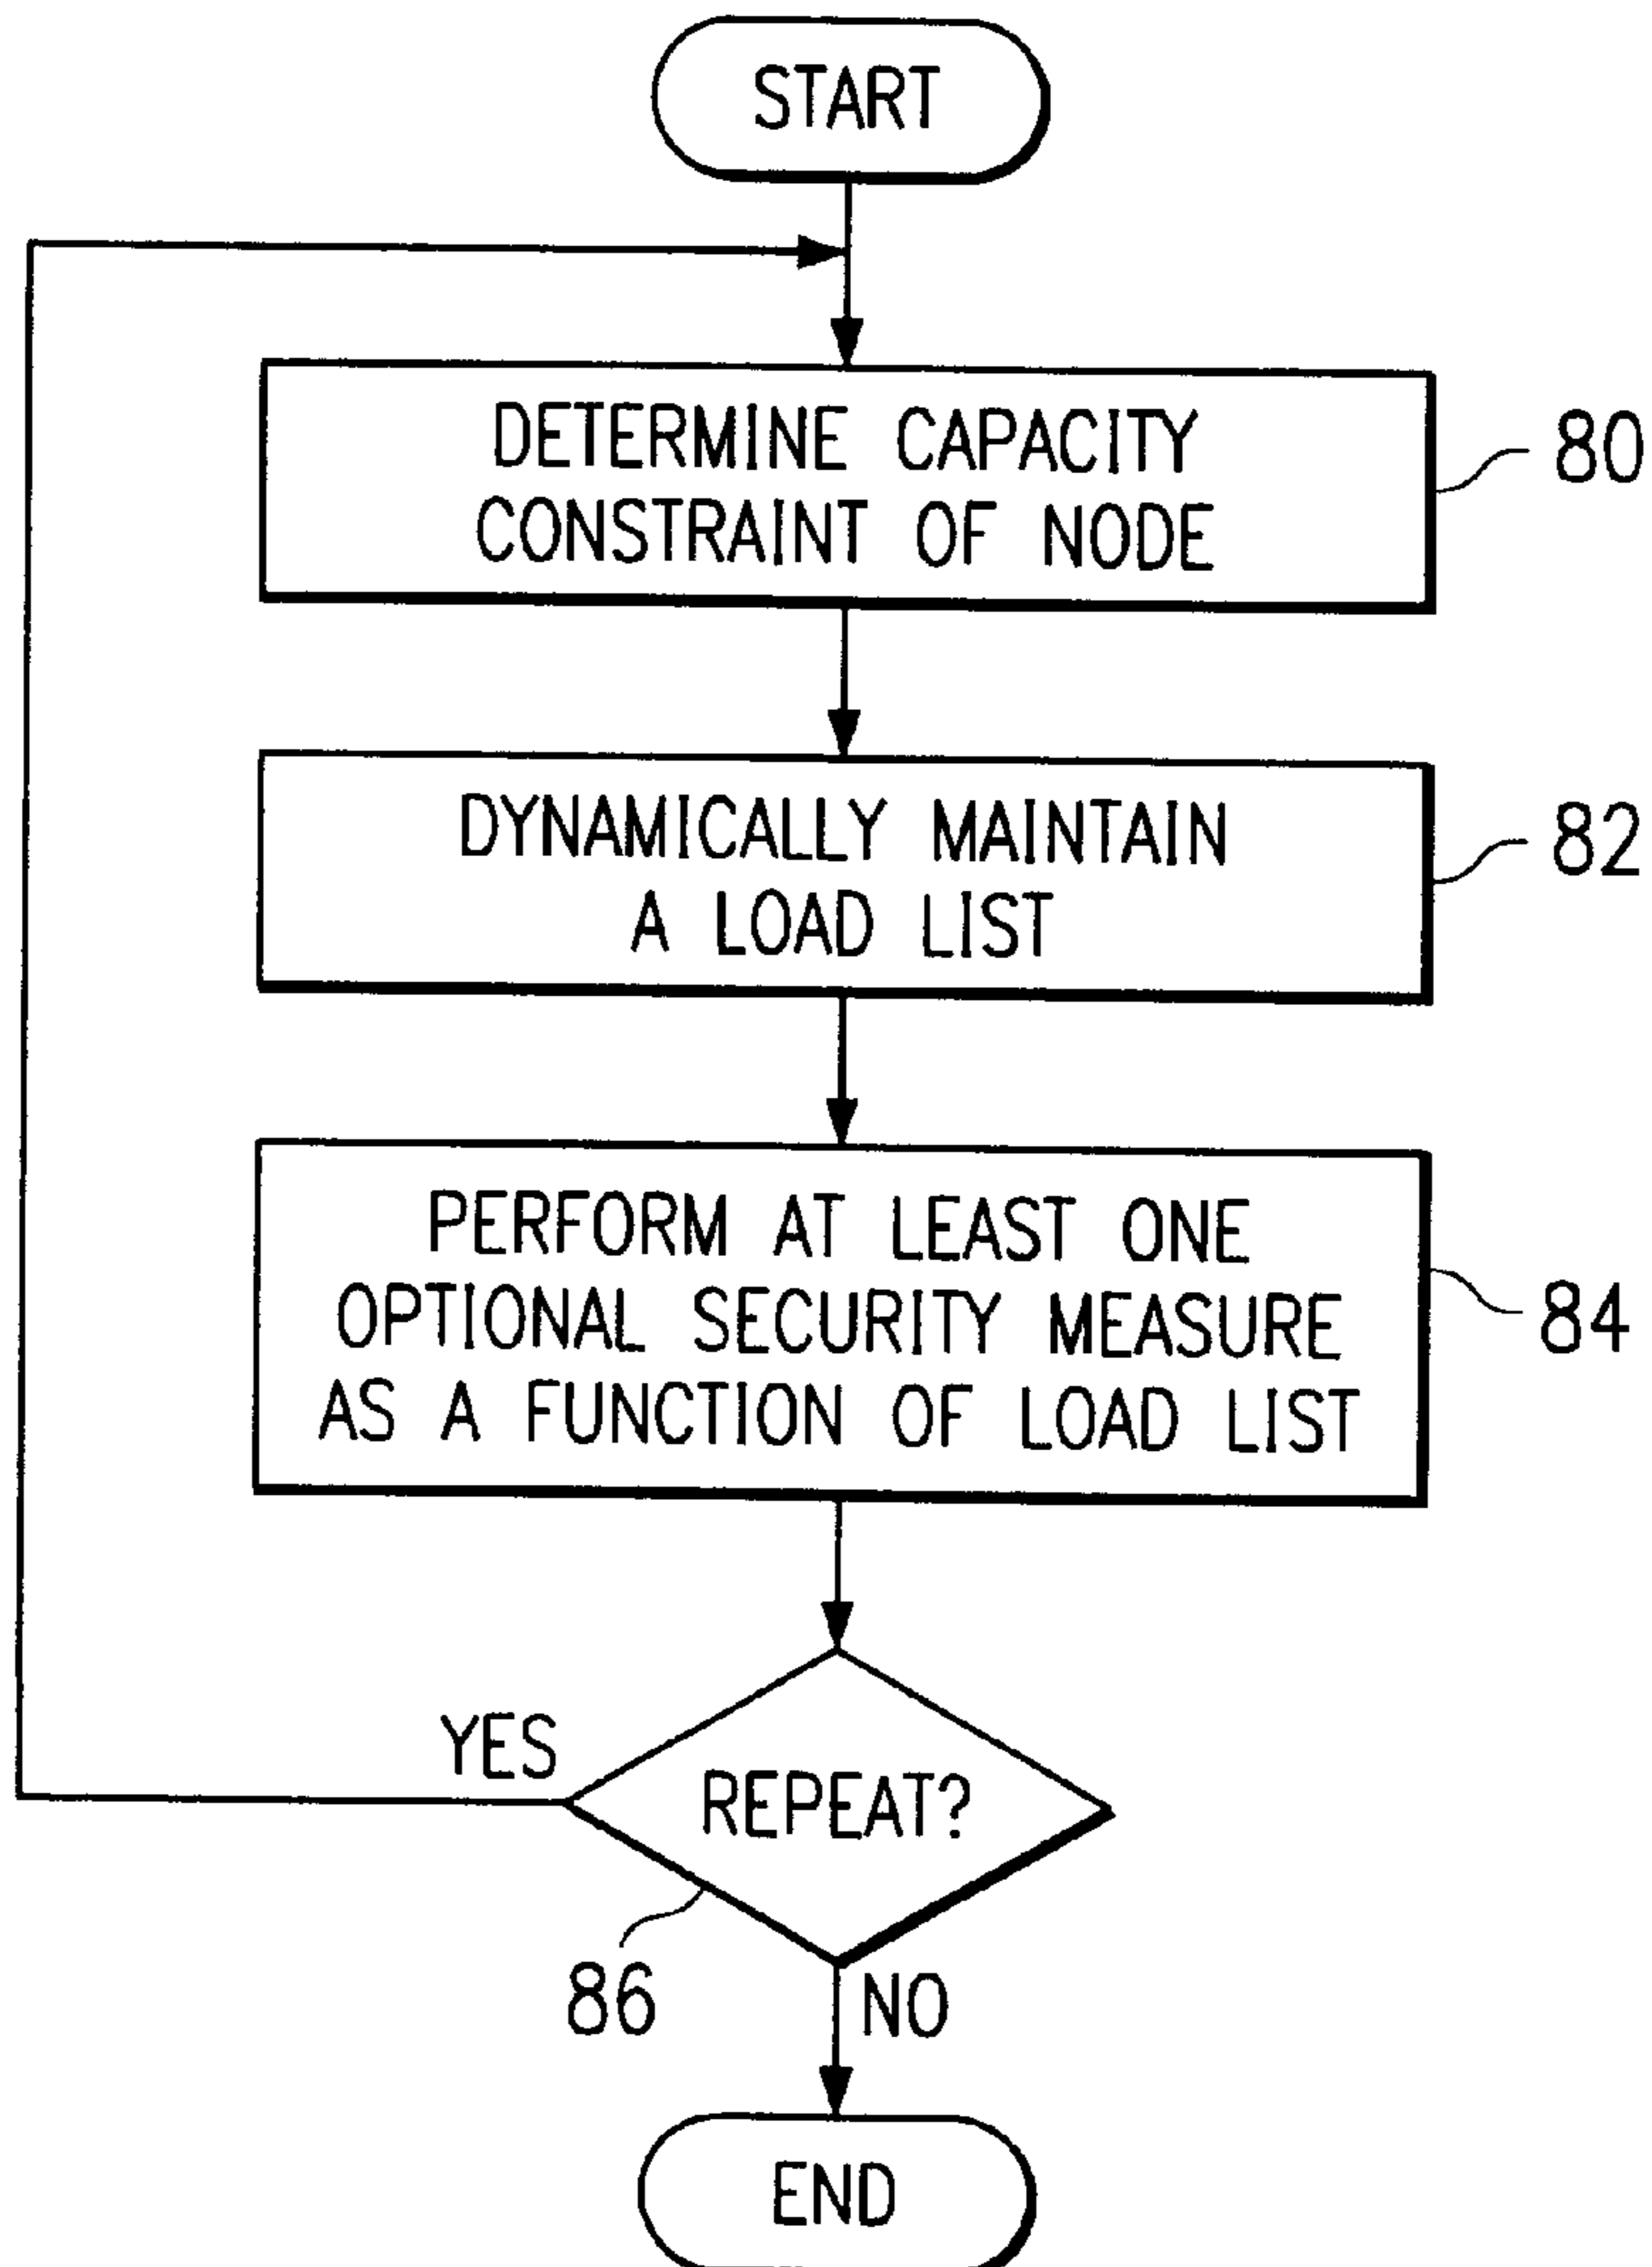 START
DETERMINE CAPACITY
CONSTRAINT OF NODE
80
DYNAMICALLY MAINTAIN
A LOAD LIST
82
PERFORM AT LEAST ONE
OPTIONAL SECURITY MEASURE
AS A FUNCTION OF LOAD LIST
84
YES
REPEAT?
86
NO
END